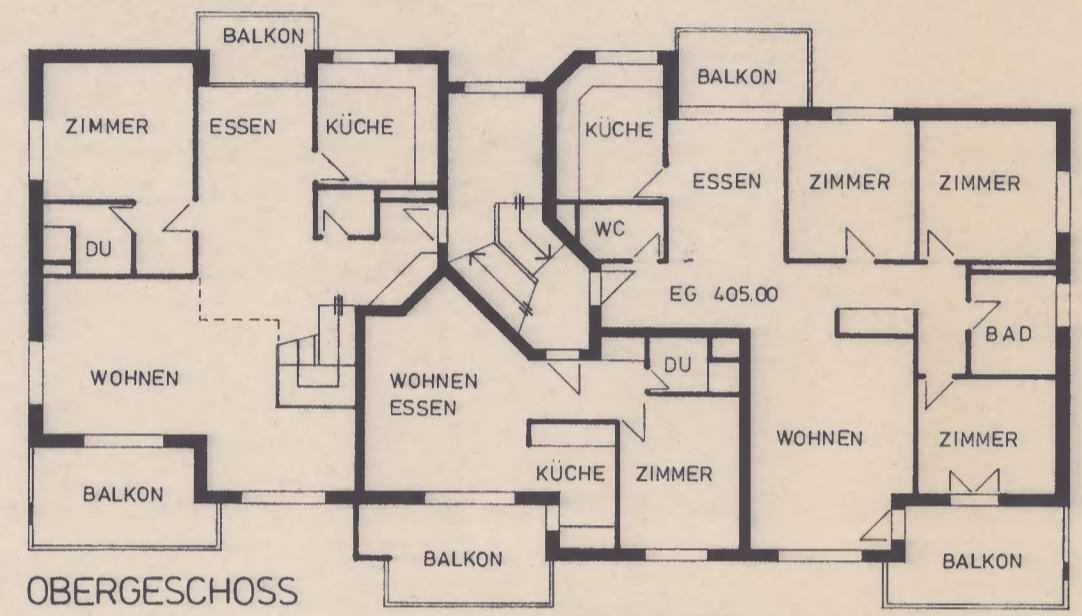 BALKON
BALKON
ZIMMER
ESSEN
KÜCHE
KÜCHE
ESSEN
ZIMMER
ZIMMER
WC
DU
EG 405.00
BAD
DU
WOHNEN
WOHNEN
ESSEN
WOHNEN
ZIMMER
KÜCHE
ZIMMER
BALKON
BALKON
BALKON
OBERGESCHOSS